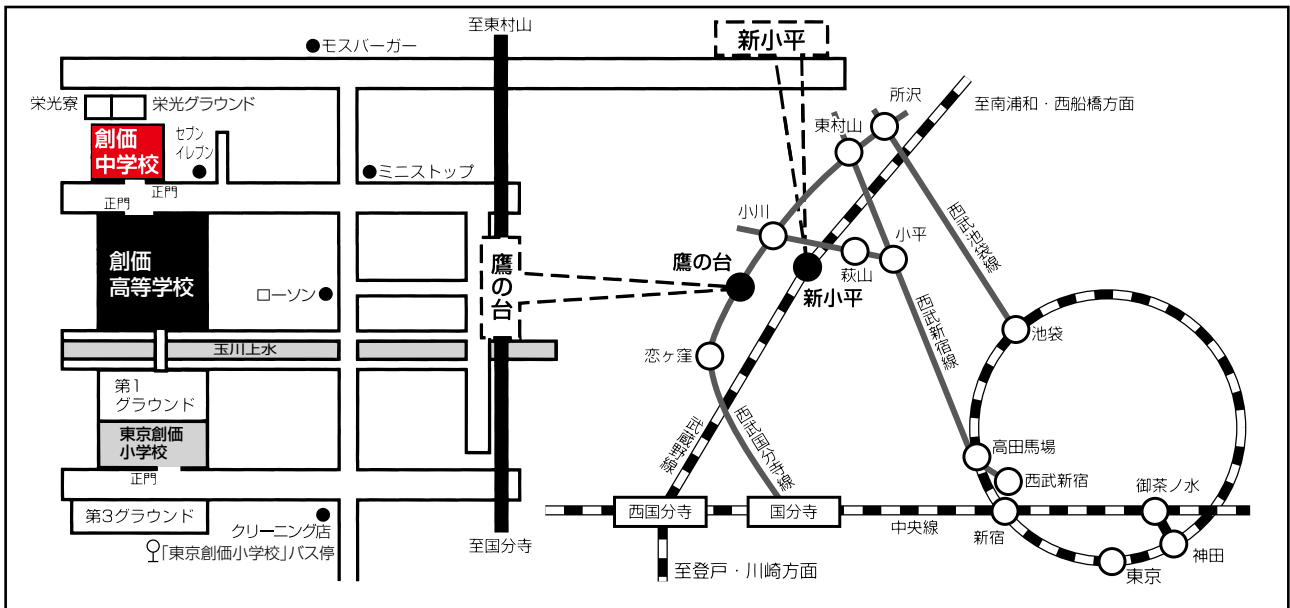 至東村山
モスバーガー
新小平
栄光寮
栄光グラウンド
創価
中学校
セブン
イレブン
ミニストップ
正門
正門
創価
高等学校
ローソン
鷹の台
玉川上水
第1
グラウンド
東京創価
小学校
正門
第3グラウンド
クリーニング店
「東京創価小学校」バス停
至国分寺
所沢
至南浦和・西船橋方面
東村山
小川
小平
萩山
鷹の台
新小平
西武池袋線
西武新宿線
池袋
恋ヶ窪
武蔵野線
西武国分寺線
高田馬場
西武新宿
御茶ノ水
西国分寺
国分寺
中央線
新宿
神田
東京
至登戸・川崎方面